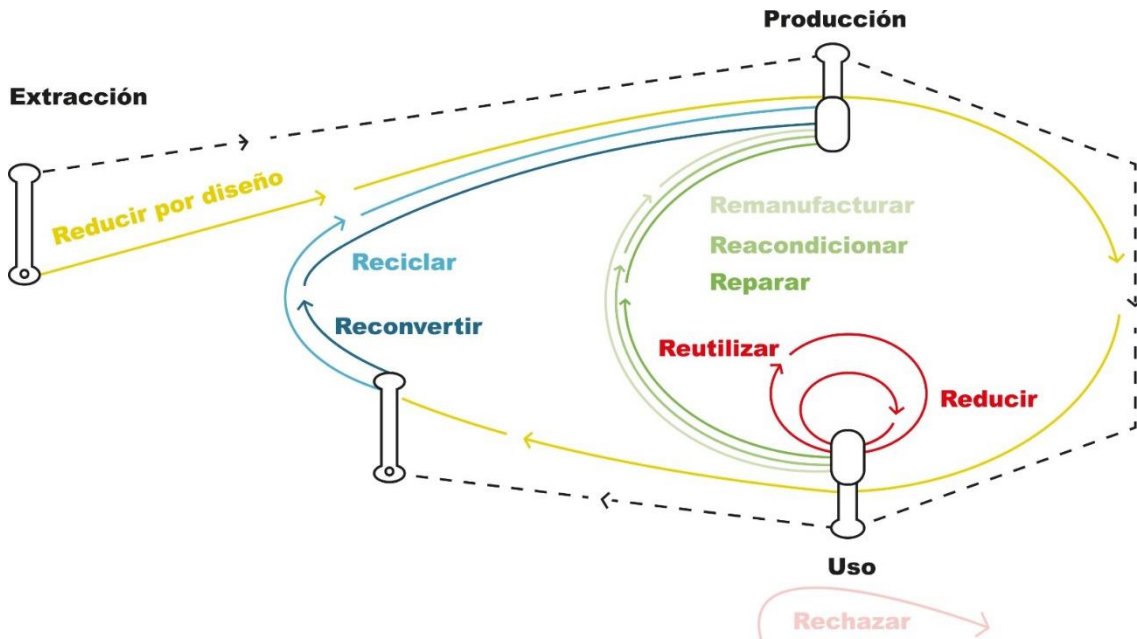 Producción
Extracción
Reducir por diseño
Remanufacturar
Reacondicionar
Reciclar
Reparar
Reconvertir
Reutilizar
Reducir
Uso
Rechazar